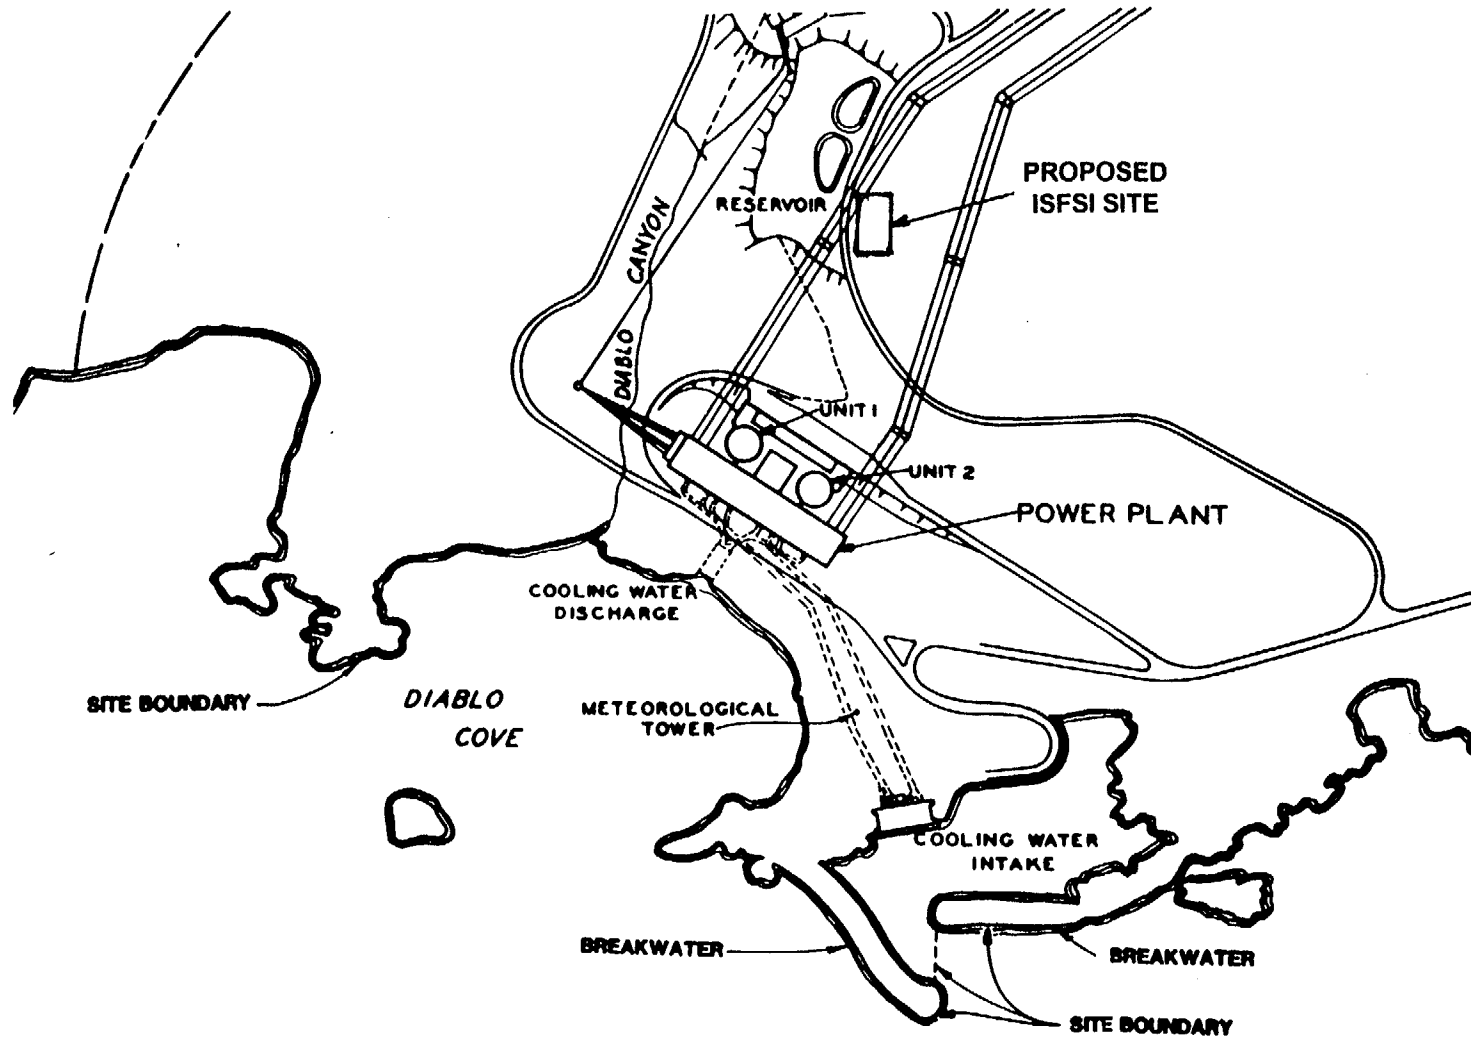 PROPOSED
ISFSI SITE
RESERVOIR
DIABLO CANYON
UNIT 1
UNIT 2
POWER PLANT
COOLING WATER
DISCHARGE
SITE BOUNDARY
DIABLO
COVE
METEOROLOGICAL
TOWER
COOLING WATER
INTAKE
BREAKWATER
BREAKWATER
SITE BOUNDARY